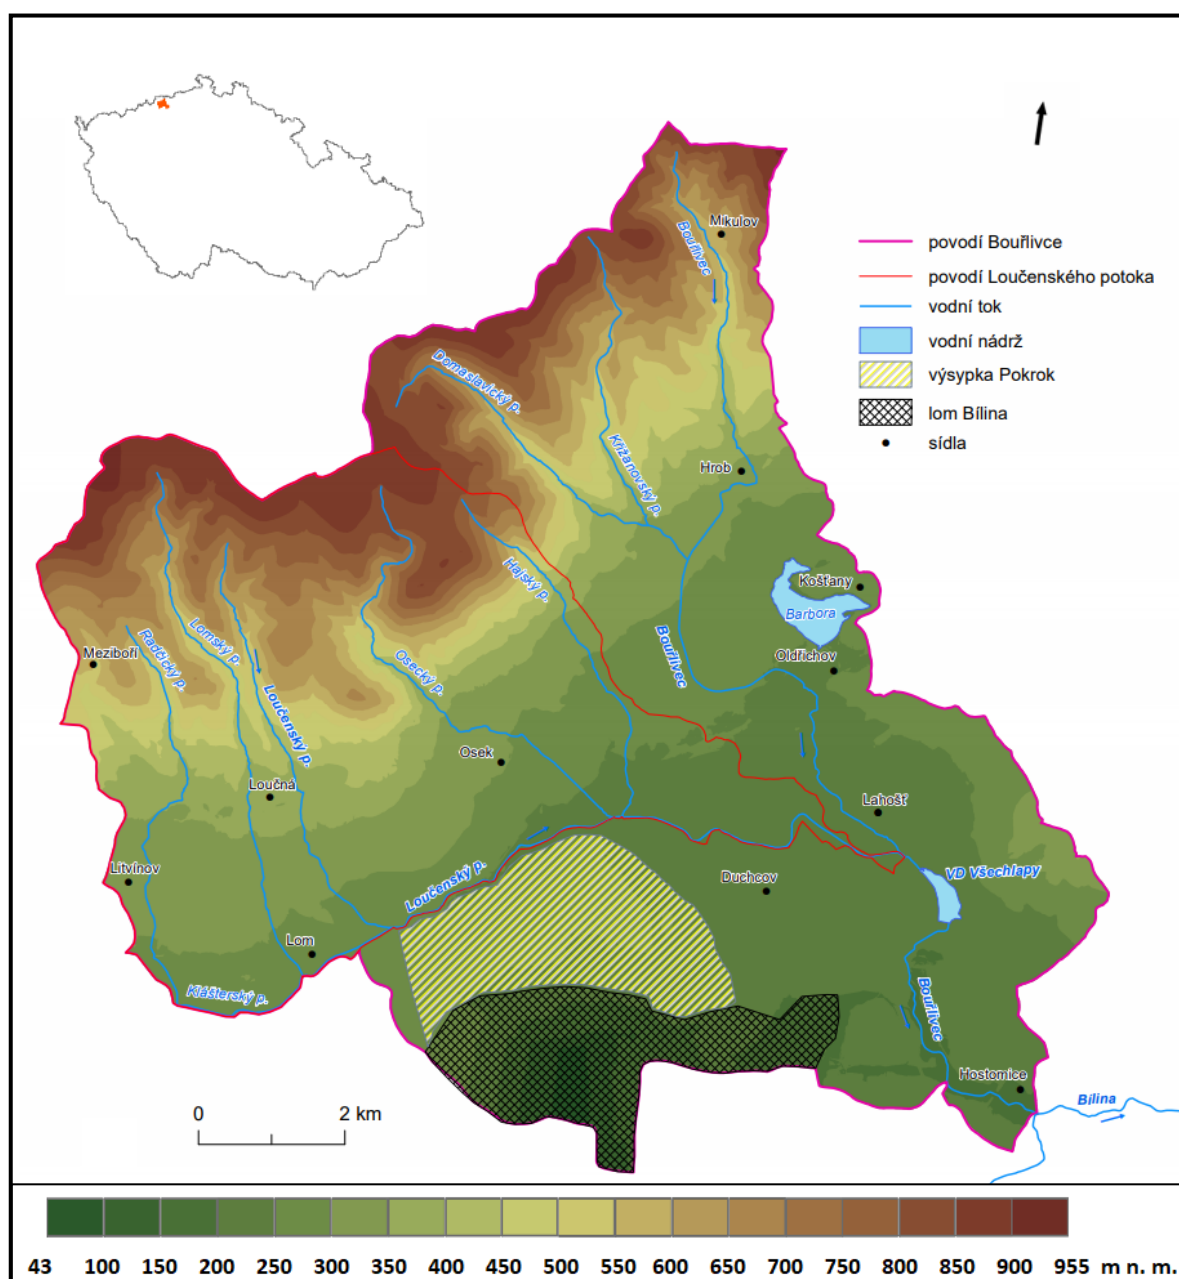 Mikulov
Bouřlivec
povodí Bouřlivce
povodí Loučenského potoka
vodní tok
vodní nádrž
výsypka Pokrok
lom Bílina
sídla
Domaslavický p.
Křižanovský p.
Hrob
Hajský p.
Košťany
Barbora
Oldřichov
Bouřlivec
Meziboří
Radčický p.
Lomský p.
Loučenský p.
Osecký p.
Osek
Loučná
Lahošť
Litvínov
Loučenský p.
Duchcov
VD Všechlapy
Lom
Klášterský p.
Bouřlivec
Hostomice
Bílina
0 2 km
43 100 150 200 250 300 350 400 450 500 550 600 650 700 750 800 850 900 955 m n. m.